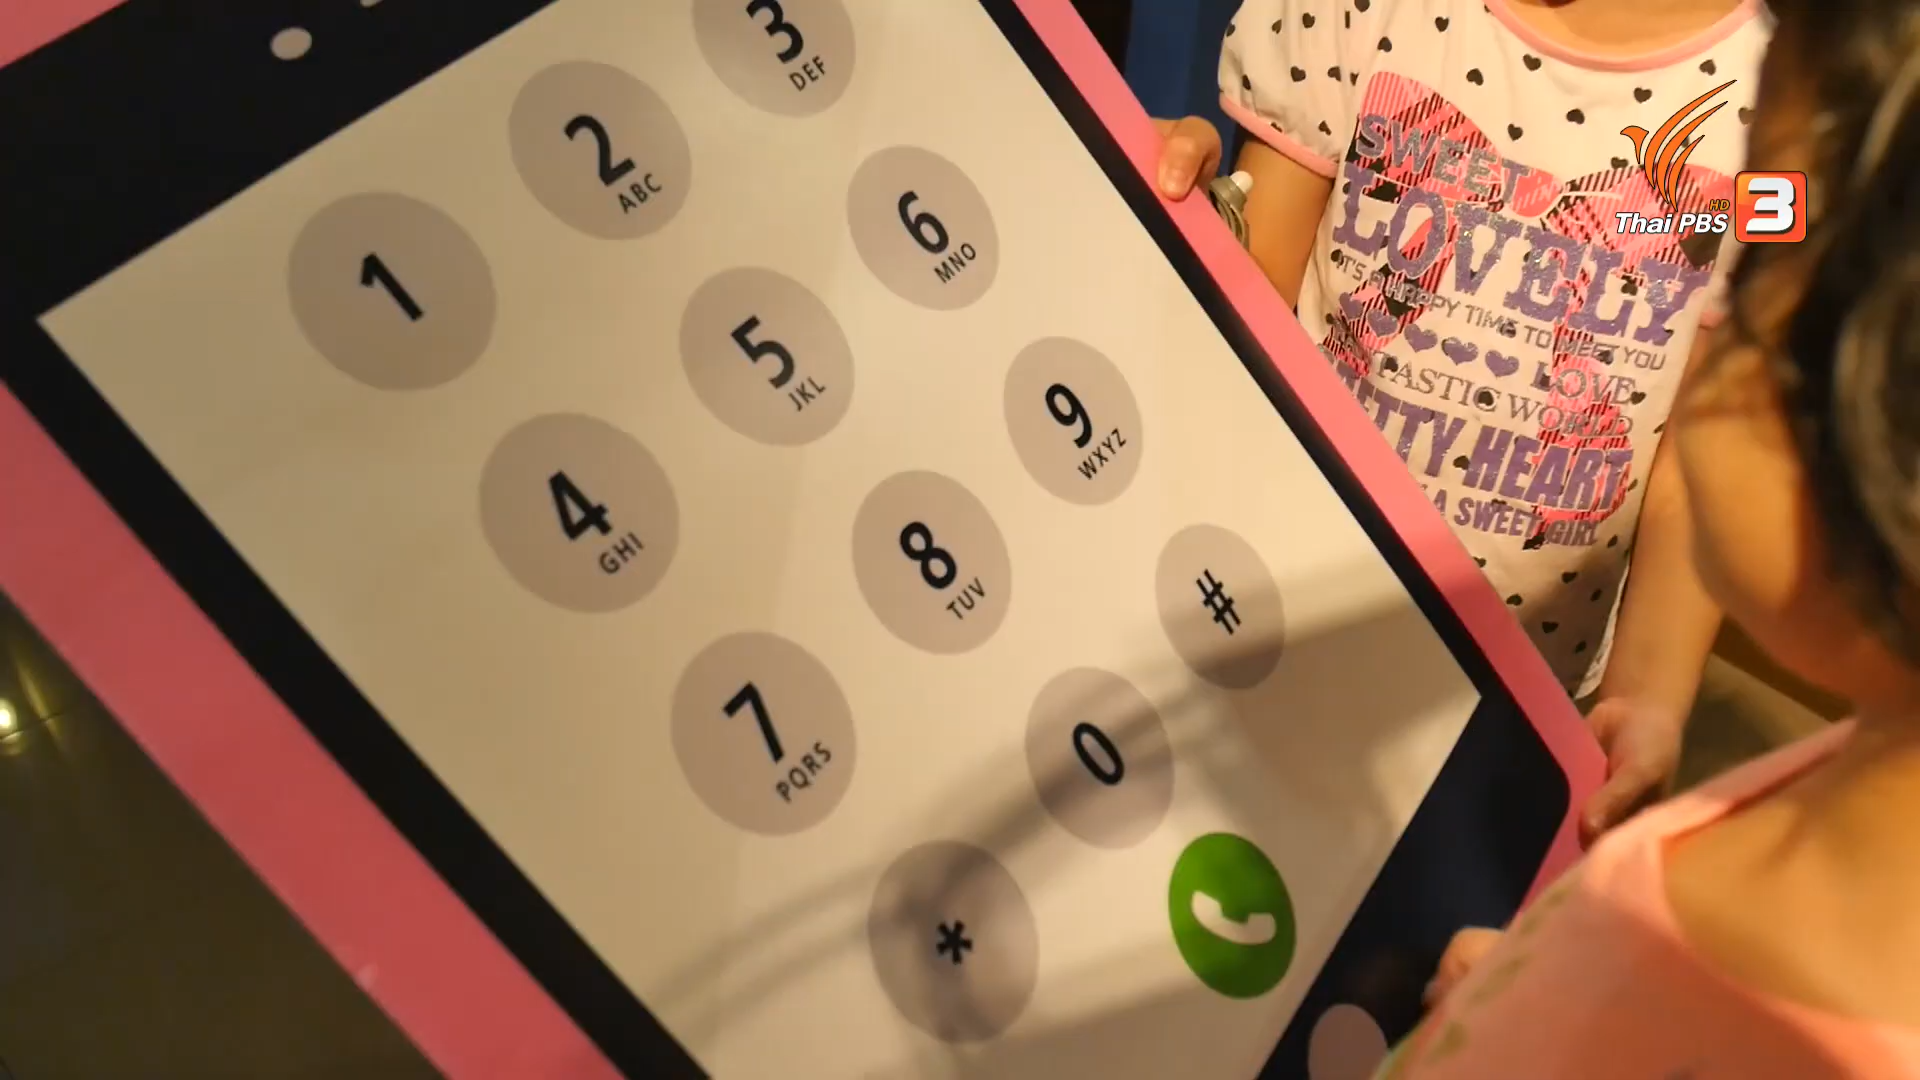 1
2
ABC
3
DEF
4
GHI
5
JKL
6
MNO
7
PQRS
8
TUV
9
WXYZ
*
0
#
SWEET
LOVELY
IT'S A HAPPY TIME TO MEET YOU
LOVE
WORLD
HEART
A SWEET GIRL
Thai PBS HD 3